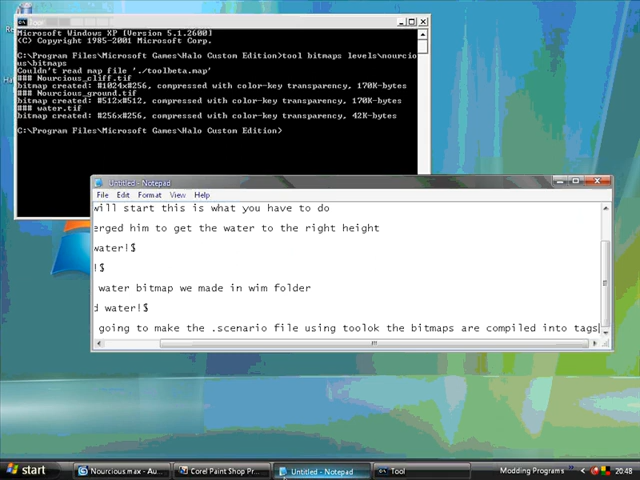 Re
Tool
Microsoft Windows XP [Version 5.1.2600]
(C) Copyright 1985-2001 Microsoft Corp.
C:\Program Files\Microsoft Games\Halo Custom Edition>tool bitmaps levels\nourcio
us\bitmaps
Couldn't read map file './toolbeta.map'
### Nourcious_cliff.tif
bitmap created: #1024x#256, compressed with color-key transparency, 170K-bytes
### Nourcious_ground.tif
bitmap created: #512x#512, compressed with color-key transparency, 170K-bytes
### water.tif
bitmap created: #256x#256, compressed with color-key transparency, 42K-bytes
C:\Program Files\Microsoft Games\Halo Custom Edition>
Ha
Untitled - Notepad
File Edit Format View Help
will start this is what you have to do
erged him to get the water to the right height
water!$
!$
water bitmap we made in wim folder
d water!$
going to make the .scenario file using toolok the bitmaps are compiled into tags
start
Nourcious.max - Au...
Corel Paint Shop Pr...
Untitled - Notepad
Tool
Modding Programs
20:48